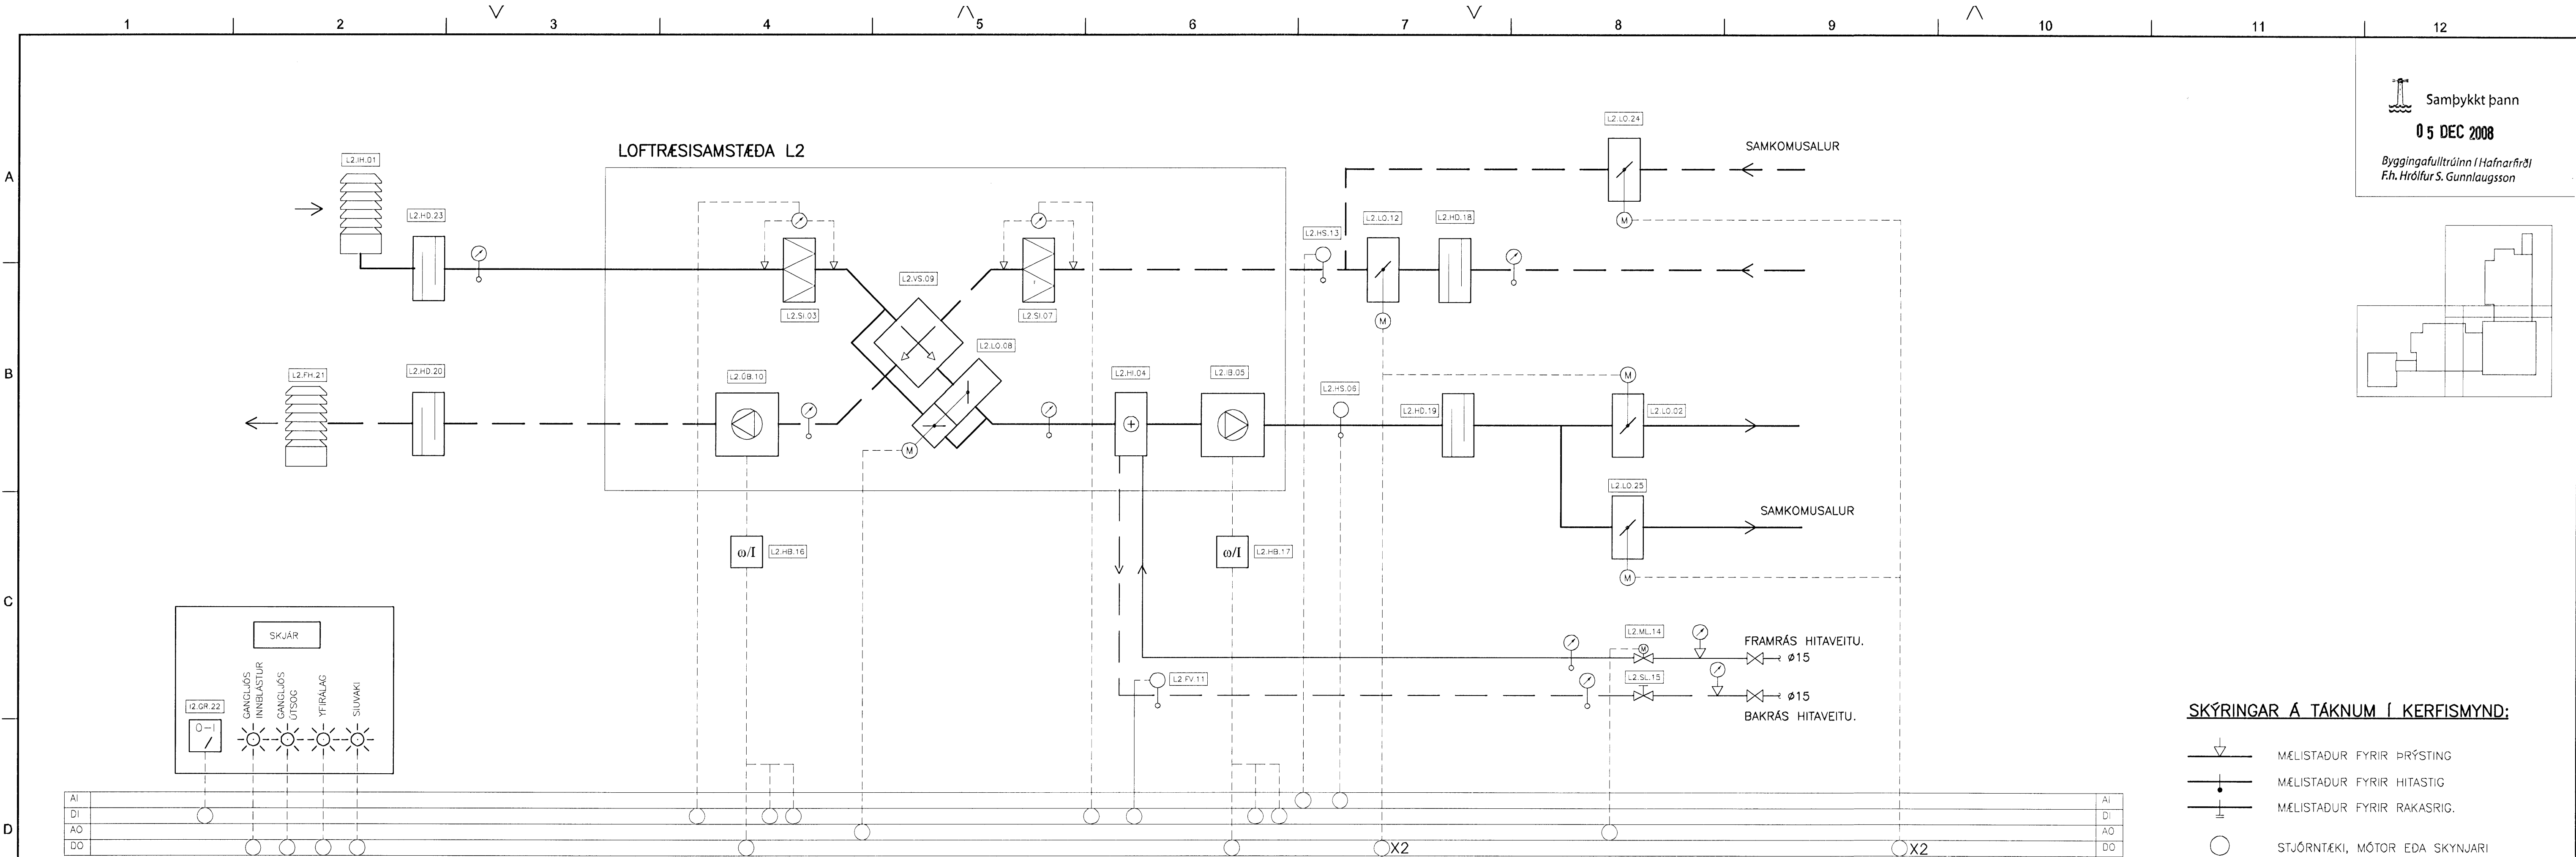 1 2 3 4 5 6 7 8 9 10 11 12
A
B
C
D
Samþykkt þann
05 DEC 2008
Byggingafulltrúinn í Hafnarfirði
F.h. Hrólfur S. Gunnlaugsson
LOFTRÆSISAMSTÆÐA L2
L2.IH.01
L2.HD.23
L2.SI.03
L2.SI.07
L2.VS.09
L2.LO.08
L2.HS.13
L2.LO.12
L2.HD.18
L2.LO.24
SAMKOMUSALUR
M
M
L2.FH.21
L2.HD.20
L2.ÚB.10
M
L2.HI.04
L2.IB.05
L2.HS.06
L2.HD.19
M
L2.LO.02
L2.LO.25
SAMKOMUSALUR
M
ω/I
L2.HB.16
ω/I
L2.HB.17
SKJÁR
I2.GR.22
0-I
GANGLJÓS
INNBLÁSTUR
GANGLJÓS
ÚTSOG
YFIRÁLAG
SÍUVAKI
L2.ML.14
M
FRAMRÁS HITAVEITU.
ø15
L2.FV.11
L2.SL.15
ø15
BAKRÁS HITAVEITU.
AI
DI
AO
DO
X2
X2
AI
DI
AO
DO
SKÝRINGAR Á TÁKNUM Í KERFISMYND:
MÆLISTAÐUR FYRIR ÞRÝSTING
MÆLISTAÐUR FYRIR HITASTIG
MÆLISTAÐUR FYRIR RAKASRIG.
STJÓRNTÆKI, MÓTOR EÐA SKYNJARI